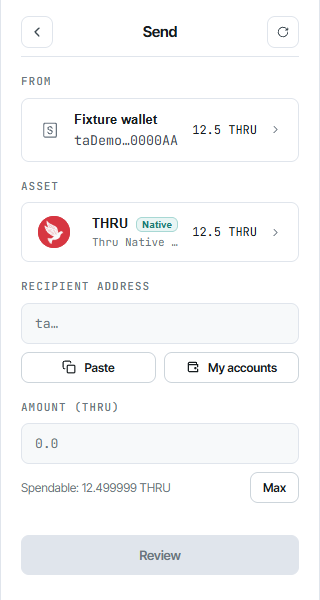 Send
FROM
S
Fixture wallet
taDemo…0000AA
12.5 THRU
ASSET
THRU Native
Thru Native …
12.5 THRU
RECIPIENT ADDRESS
ta…
Paste
My accounts
AMOUNT (THRU)
0.0
Spendable: 12.499999 THRU
Max
Review